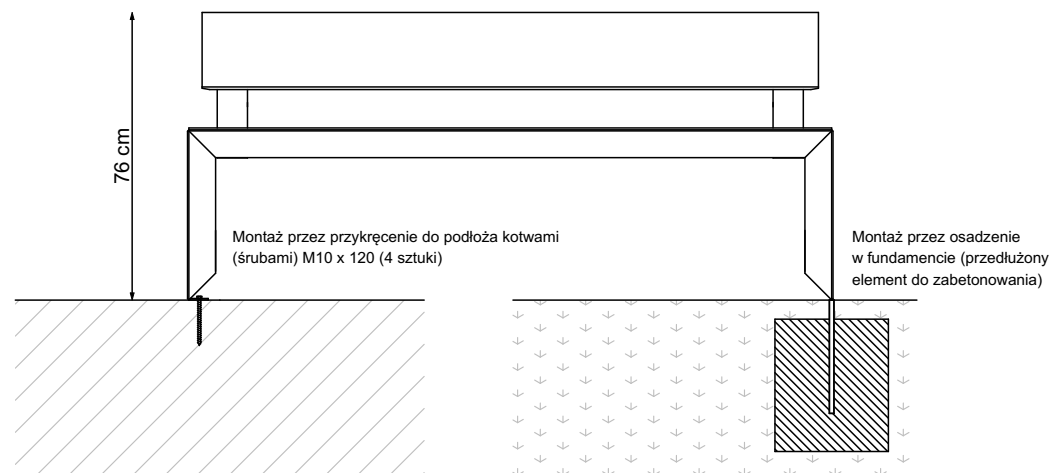 76 cm
Montaż przez przykręcenie do podłoża kotwami
(śrubami) M10 x 120 (4 sztuki)
Montaż przez osadzenie
w fundamencie (przedłużony
element do zabetonowania)